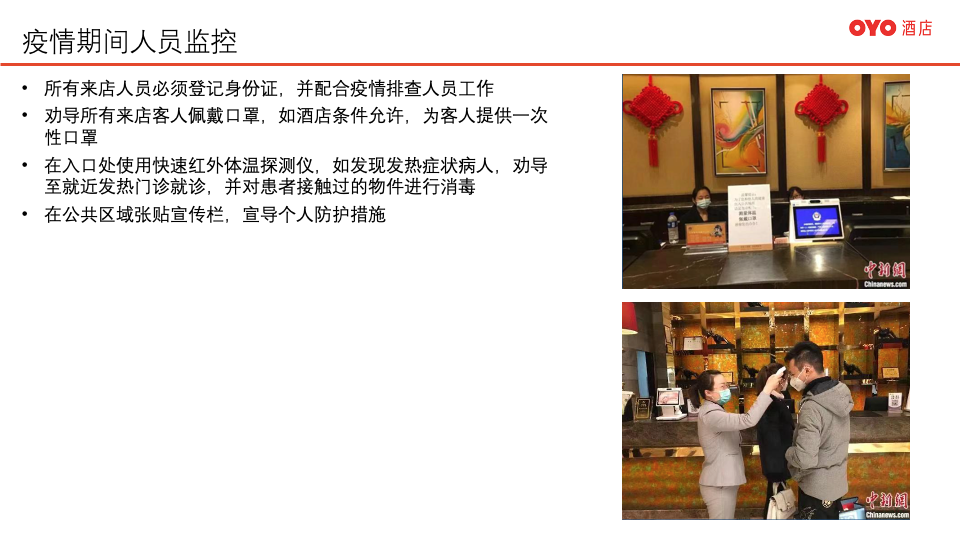 疫情期间人员监控
OYO 酒店
• 所有来店人员必须登记身份证，并配合疫情排查人员工作
• 劝导所有来店客人佩戴口罩，如酒店条件允许，为客人提供一次
性口罩
• 在入口处使用快速红外体温探测仪，如发现发热症状病人，劝导
至就近发热门诊就诊，并对患者接触过的物件进行消毒
• 在公共区域张贴宣传栏，宣导个人防护措施
中新网
Chinanews.com
中新网
Chinanews.com